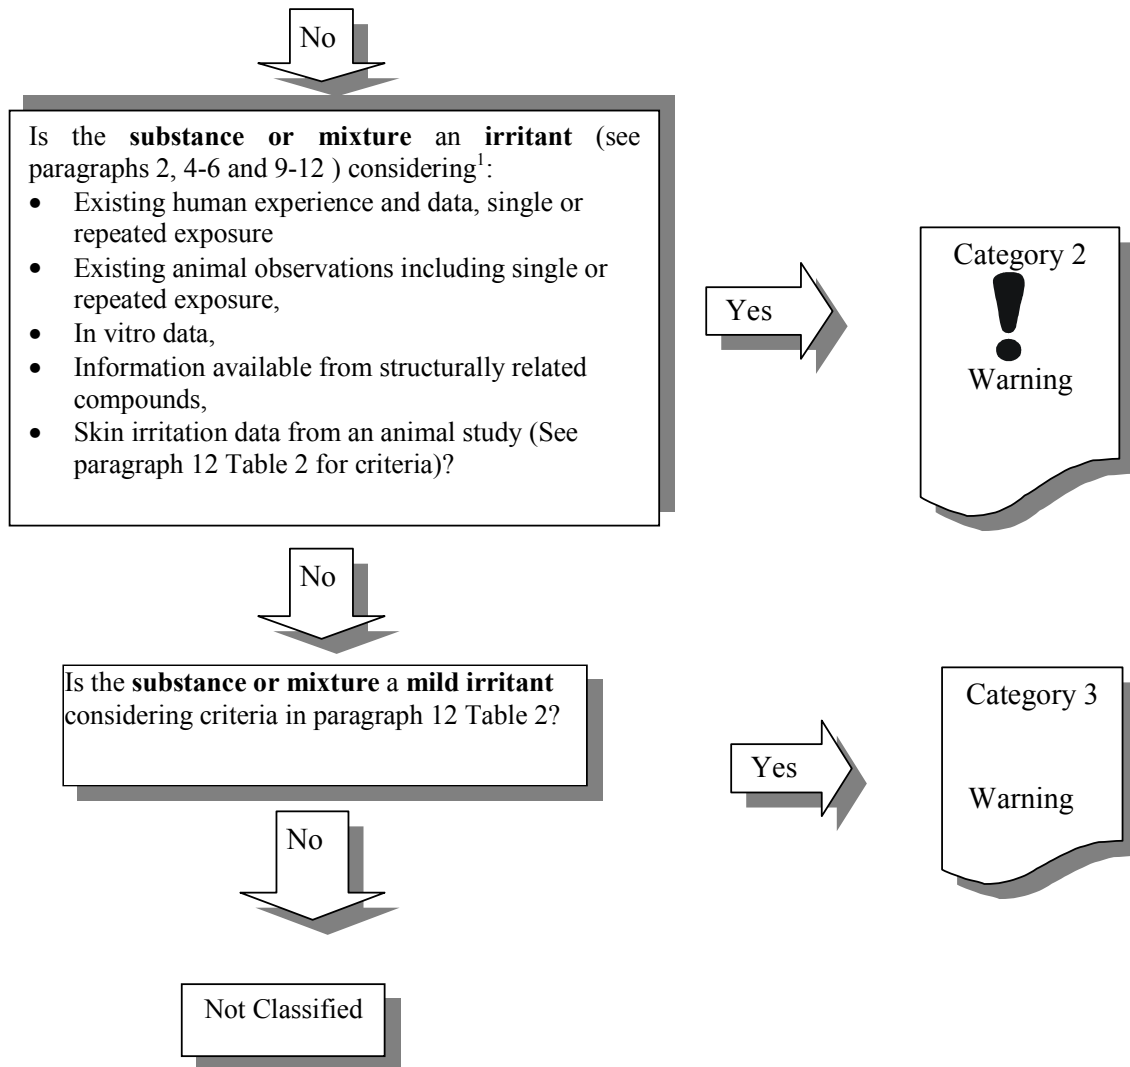 No
Is the substance or mixture an irritant (see
paragraphs 2, 4-6 and 9-12 ) considering1:
• Existing human experience and data, single or
repeated exposure
• Existing animal observations including single or
repeated exposure,
• In vitro data,
• Information available from structurally related
compounds,
• Skin irritation data from an animal study (See
paragraph 12 Table 2 for criteria)?
Yes
Category 2
!
Warning
No
Is the substance or mixture a mild irritant
considering criteria in paragraph 12 Table 2?
Yes
Category 3
Warning
No
Not Classified